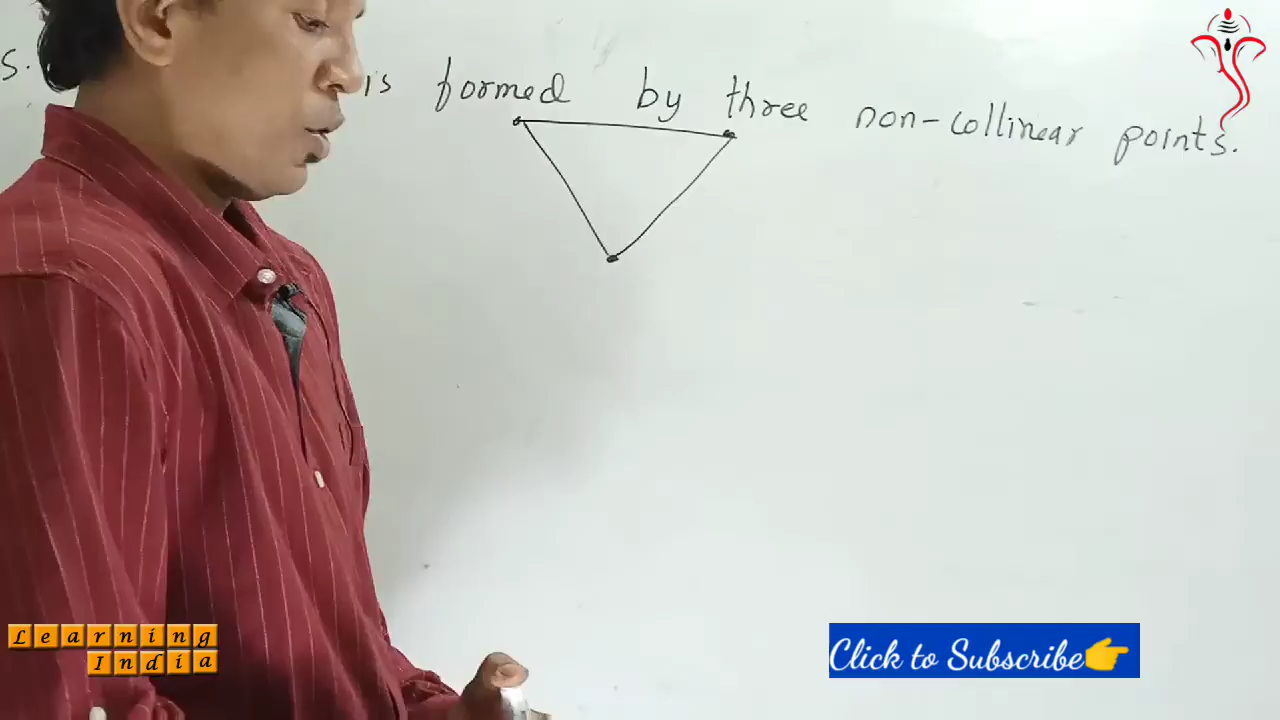 s. is formed by three non-collinear points.
Learning
India
Click to Subscribe